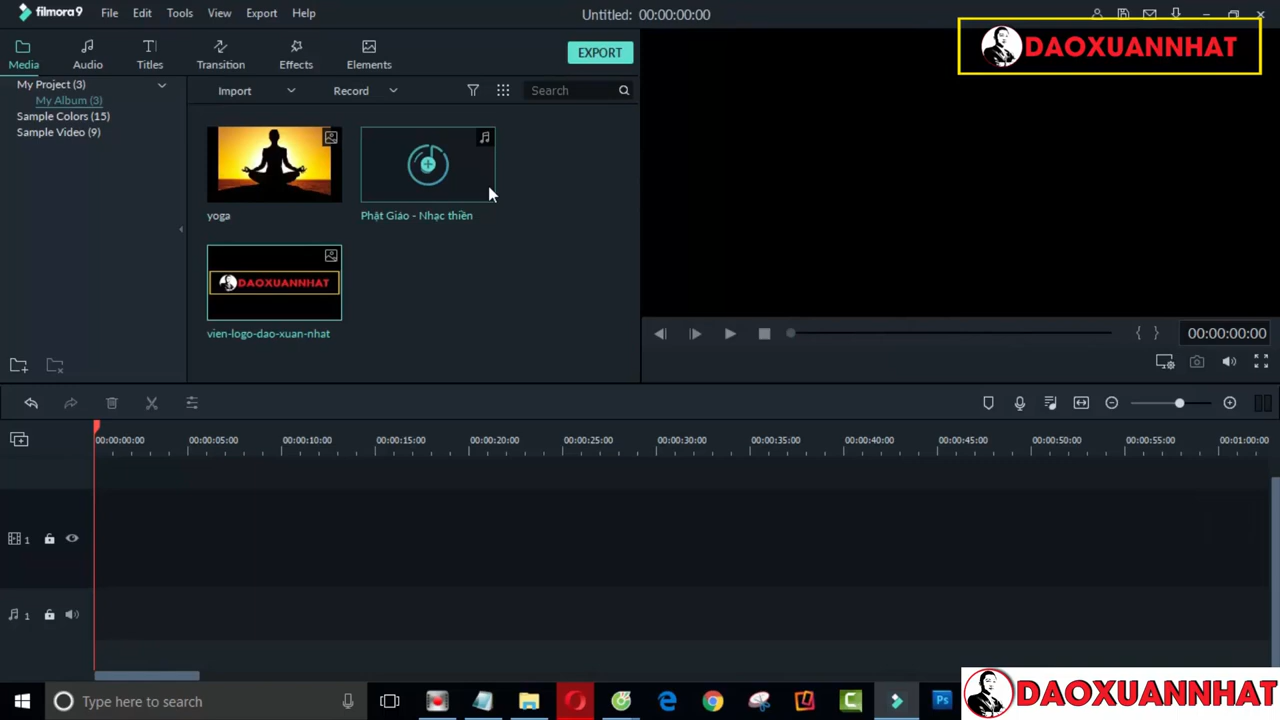 filmora9 File Edit Tools View Export Help Untitled: 00:00:00:00
DAOXUANNHAT
Media Audio Titles Transition Effects Elements EXPORT
My Project (3) Import Record Search
My Album (3)
Sample Colors (15)
Sample Video (9)
yoga Phật Giáo - Nhạc thiền
DAOXUANNHAT
vien-logo-dao-xuan-nhat
00:00:00:00
00:00:00:00 00:00:05:00 00:00:10:00 00:00:15:00 00:00:20:00 00:00:25:00 00:00:30:00 00:00:35:00 00:00:40:00 00:00:45:00 00:00:50:00 00:00:55:00 00:01:00:00
1
1
Type here to search Ps
DAOXUANNHAT